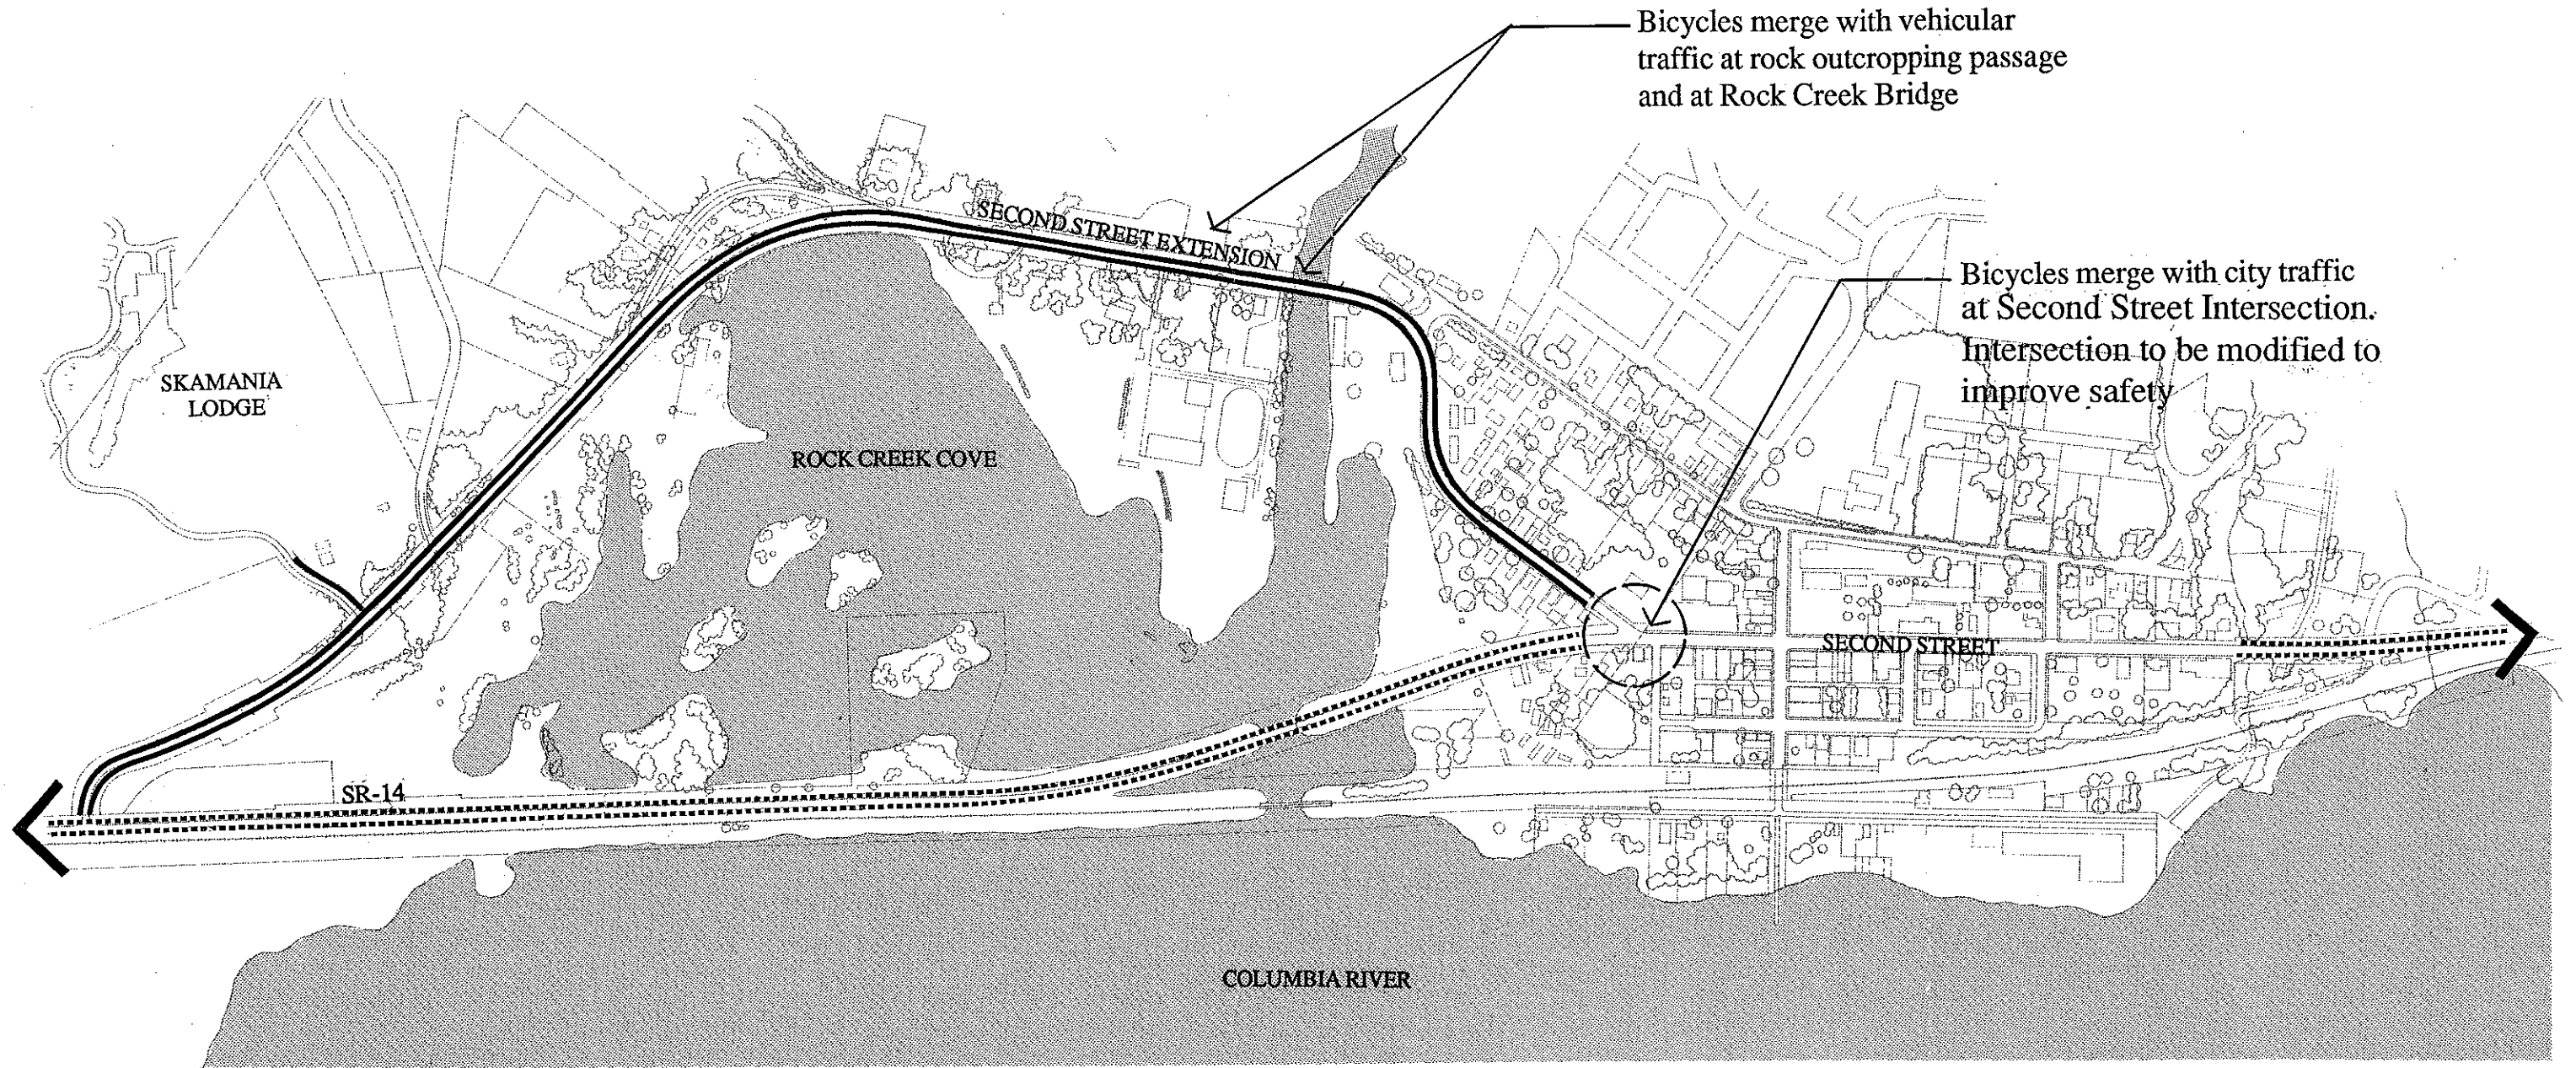 Bicycles merge with vehicular
traffic at rock outcropping passage
and at Rock Creek Bridge
SECOND STREET EXTENSION
Bicycles merge with city traffic
at Second Street Intersection.
Intersection to be modified to
improve safety
SKAMANIA
LODGE
ROCK CREEK COVE
SECOND STREET
SR-14
COLUMBIA RIVER